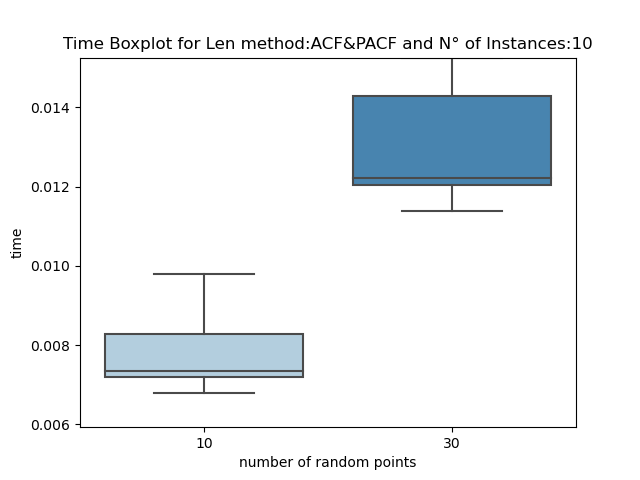 Time Boxplot for Len method:ACF&PACF and N° of Instances:10
0.014
0.012
0.010
0.008
0.006
time
10
30
number of random points